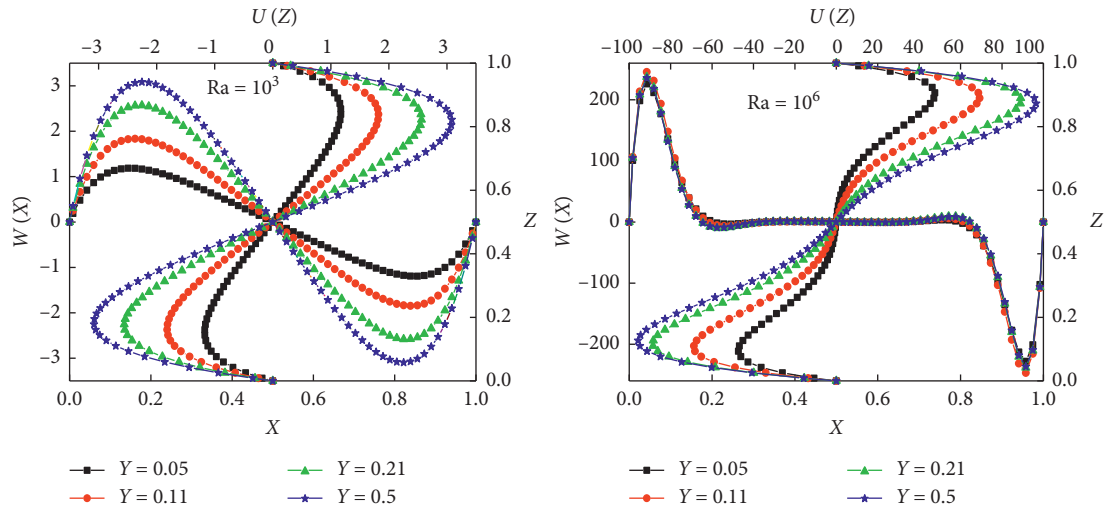 U (Z)
−3 −2 −1 0 1 2 3
Ra = 10³
3
2
1
0
−1
−2
−3
W (X)
1.0
0.8
0.6
0.4
0.2
0.0
Z
0.0 0.2 0.4 0.6 0.8 1.0
X
Y = 0.05
Y = 0.11
Y = 0.21
Y = 0.5
U (Z)
−100 −80 −60 −40 −20 0 20 40 60 80 100
Ra = 10⁶
200
100
0
−100
−200
W (X)
1.0
0.8
0.6
0.4
0.2
0.0
Z
0.0 0.2 0.4 0.6 0.8 1.0
X
Y = 0.05
Y = 0.11
Y = 0.21
Y = 0.5